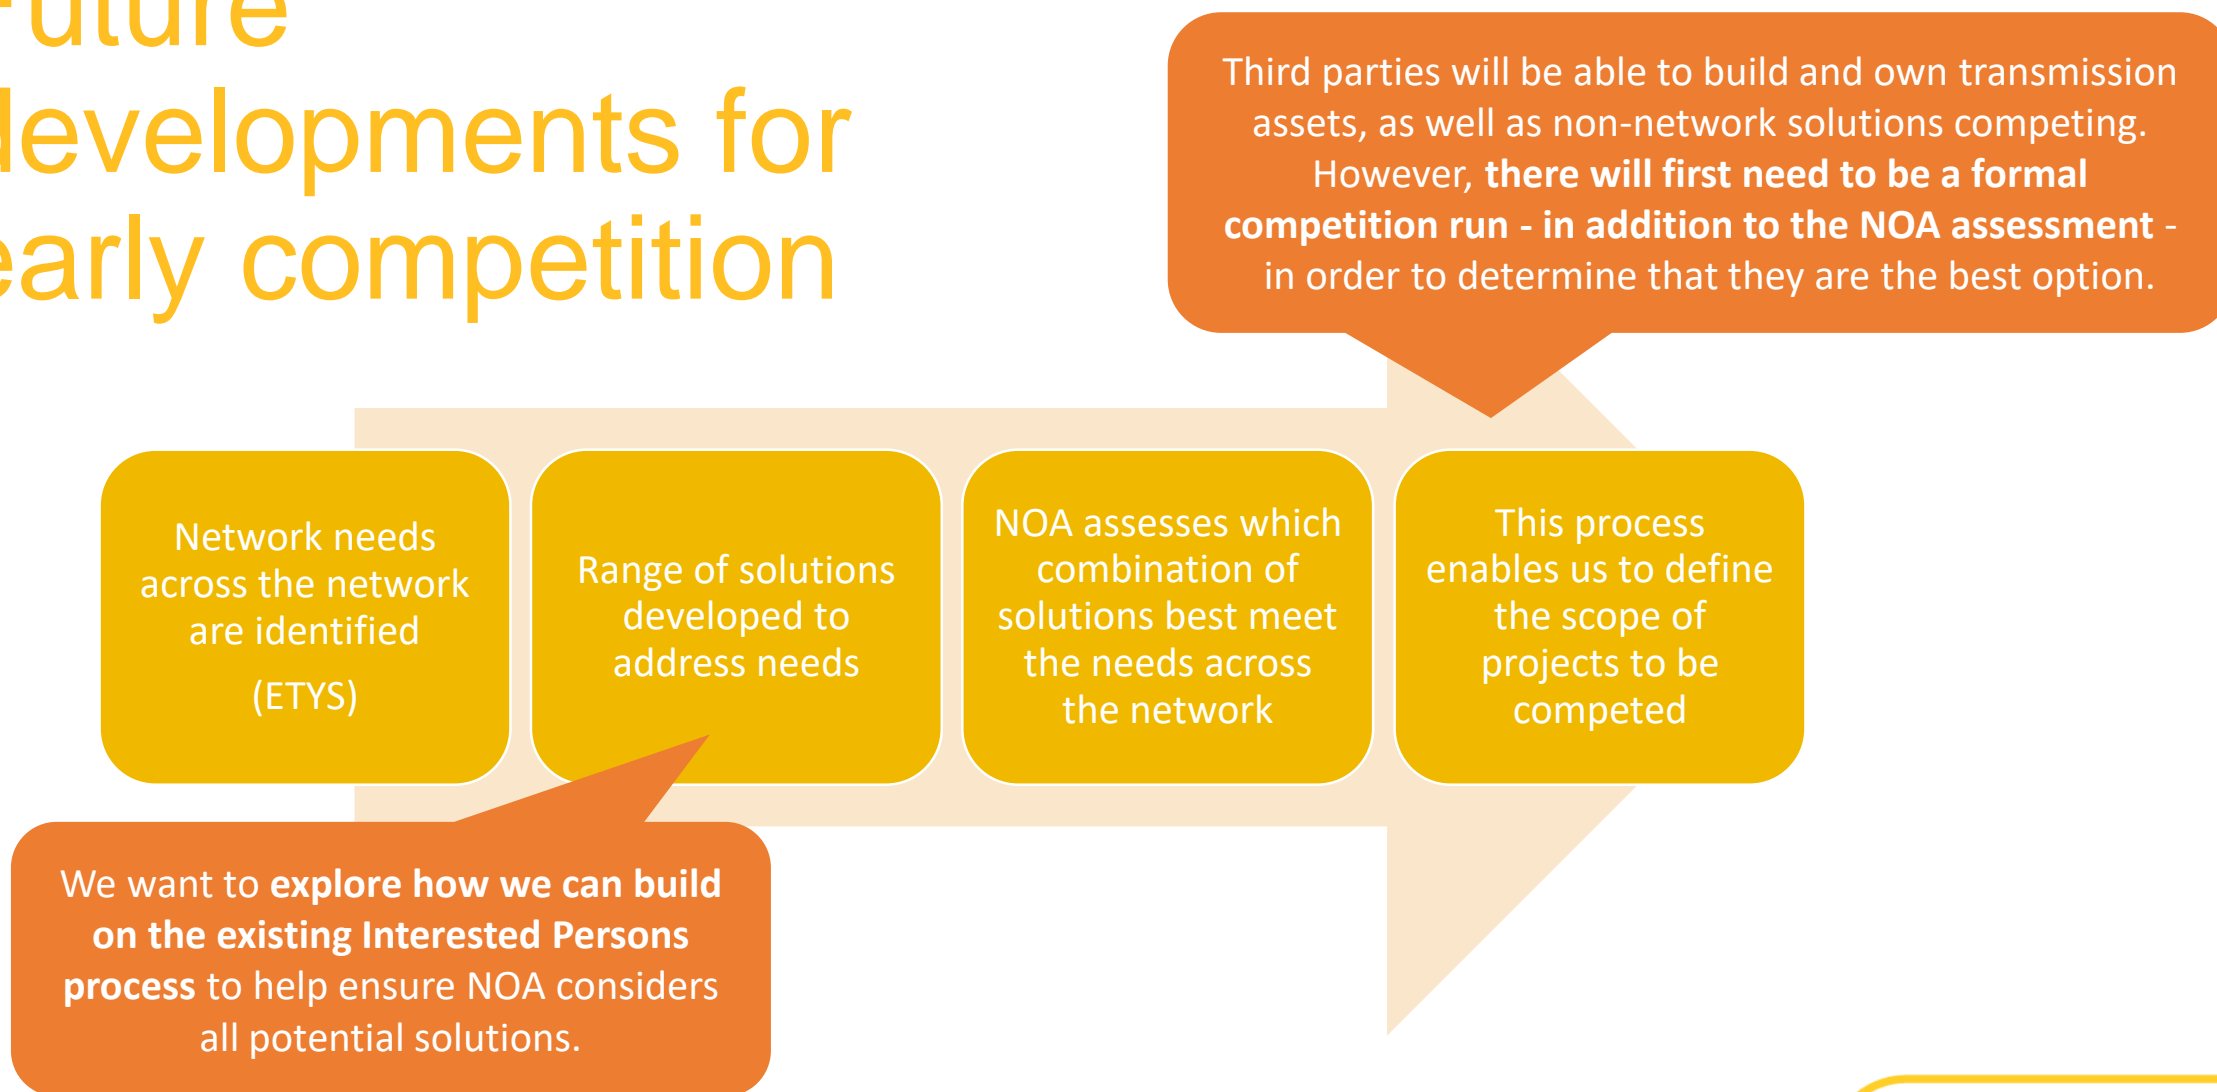 Future
developments for
early competition
Third parties will be able to build and own transmission
assets, as well as non-network solutions competing.
However, there will first need to be a formal
competition run - in addition to the NOA assessment -
in order to determine that they are the best option.
Network needs
across the network
are identified
(ETYS)
Range of solutions
developed to
address needs
NOA assesses which
combination of
solutions best meet
the needs across
the network
This process
enables us to define
the scope of
projects to be
competed
We want to explore how we can build
on the existing Interested Persons
process to help ensure NOA considers
all potential solutions.